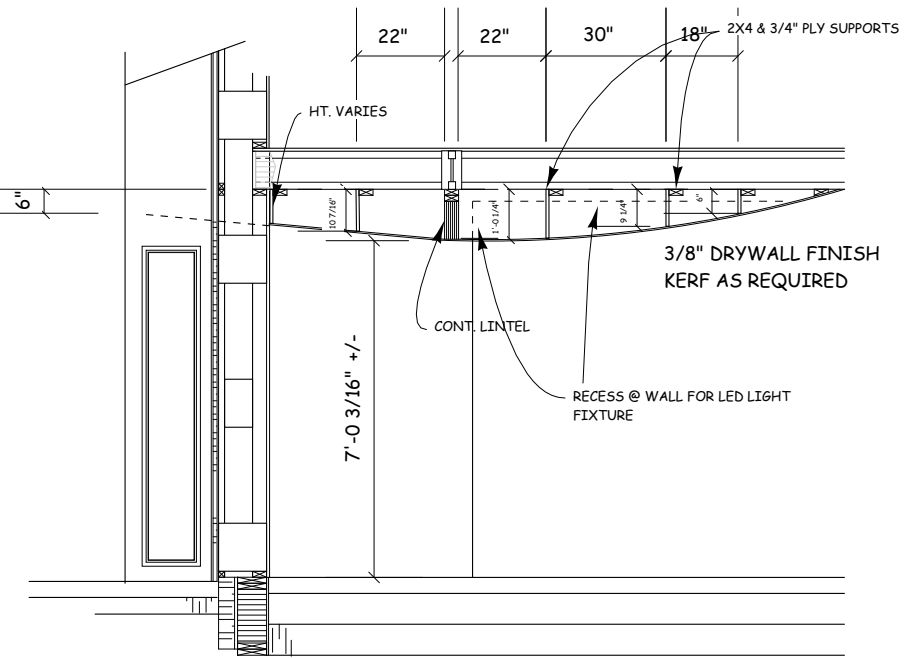 22"
22"
30"
18"
2X4 & 3/4" PLY SUPPORTS
HT. VARIES
6"
10 7/16"
1'-0 1/4"
9 1/4"
6"
3/8" DRYWALL FINISH
KERF AS REQUIRED
CONT. LINTEL
7'-0 3/16" +/-
RECESS @ WALL FOR LED LIGHT
FIXTURE